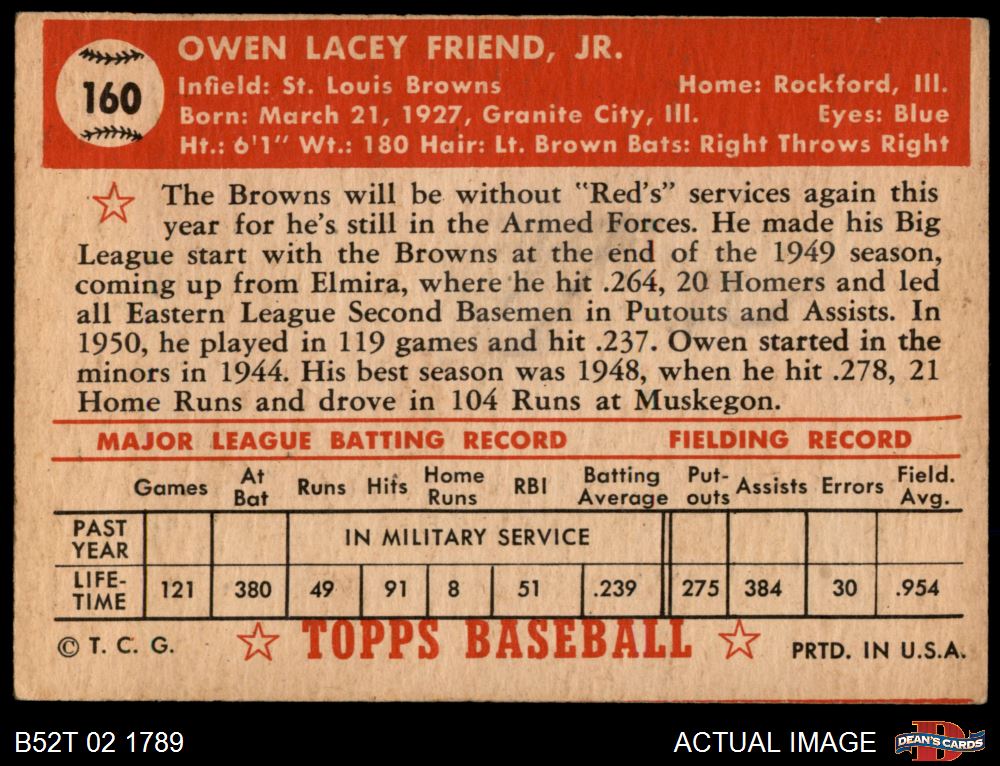 160
OWEN LACEY FRIEND, JR.
Infield: St. Louis Browns Home: Rockford, Ill.
Born: March 21, 1927, Granite City, Ill. Eyes: Blue
Ht.: 6'1" Wt.: 180 Hair: Lt. Brown Bats: Right Throws Right
The Browns will be without "Red's" services again this
year for he's still in the Armed Forces. He made his Big
League start with the Browns at the end of the 1949 season,
coming up from Elmira, where he hit .264, 20 Homers and led
all Eastern League Second Basemen in Putouts and Assists. In
1950, he played in 119 games and hit .237. Owen started in the
minors in 1944. His best season was 1948, when he hit .278, 21
Home Runs and drove in 104 Runs at Muskegon.
MAJOR LEAGUE BATTING RECORD FIELDING RECORD
Games At Bat Runs Hits Home Runs RBI Batting Average Put-outs Assists Errors Field. Avg.
PAST YEAR IN MILITARY SERVICE
LIFE-TIME 121 380 49 91 8 51 .239 275 384 30 .954
© T. C. G. TOPPS BASEBALL PRTD. IN U.S.A.
B52T 02 1789 ACTUAL IMAGE DEAN'S CARDS